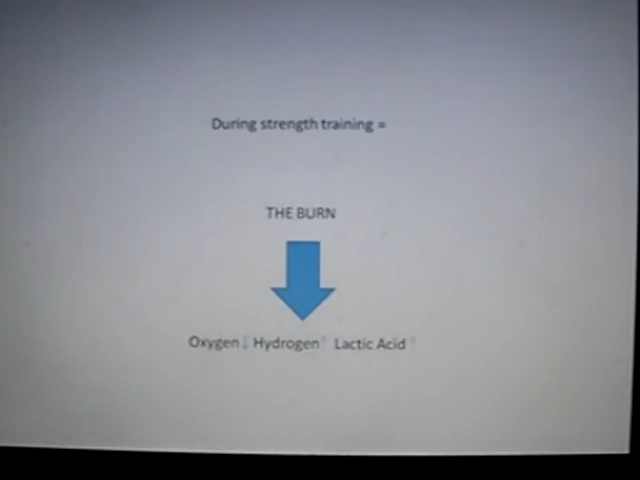 During strength training =
THE BURN
Oxygen↓ Hydrogen↑ Lactic Acid ↑